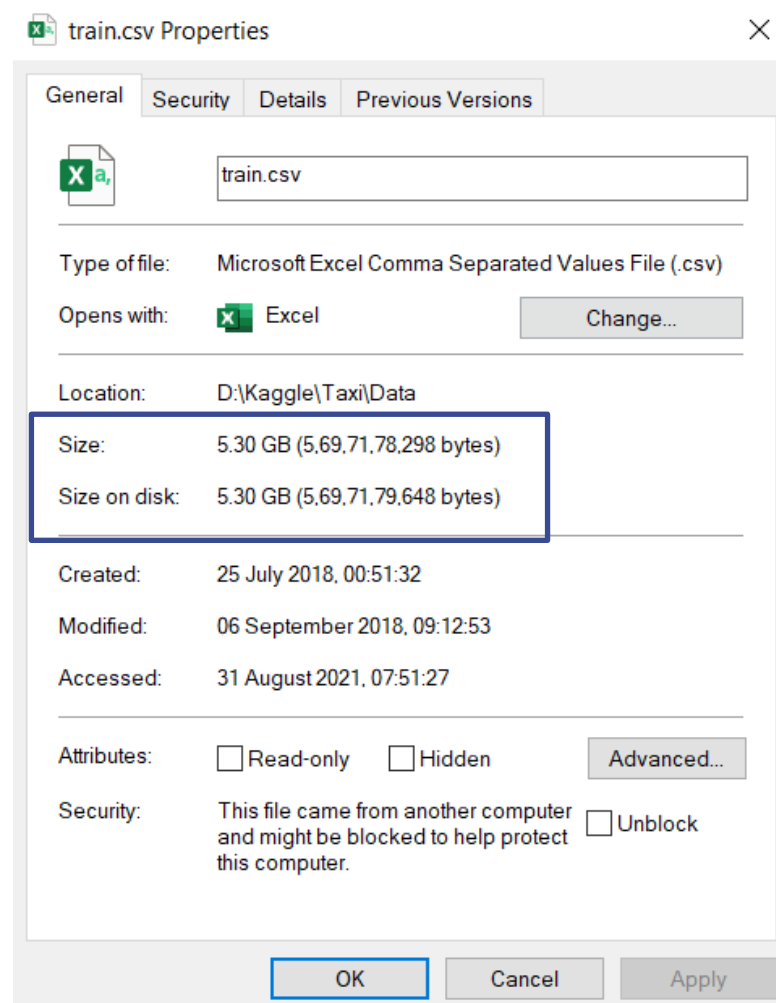 train.csv Properties
General Security Details Previous Versions
train.csv
Type of file: Microsoft Excel Comma Separated Values File (.csv)
Opens with: Excel Change...
Location: D:\Kaggle\Taxi\Data
Size: 5.30 GB (5,69,71,78,298 bytes)
Size on disk: 5.30 GB (5,69,71,79,648 bytes)
Created: 25 July 2018, 00:51:32
Modified: 06 September 2018, 09:12:53
Accessed: 31 August 2021, 07:51:27
Attributes: Read-only Hidden Advanced...
Security: This file came from another computer
and might be blocked to help protect
this computer.
Unblock
OK Cancel Apply